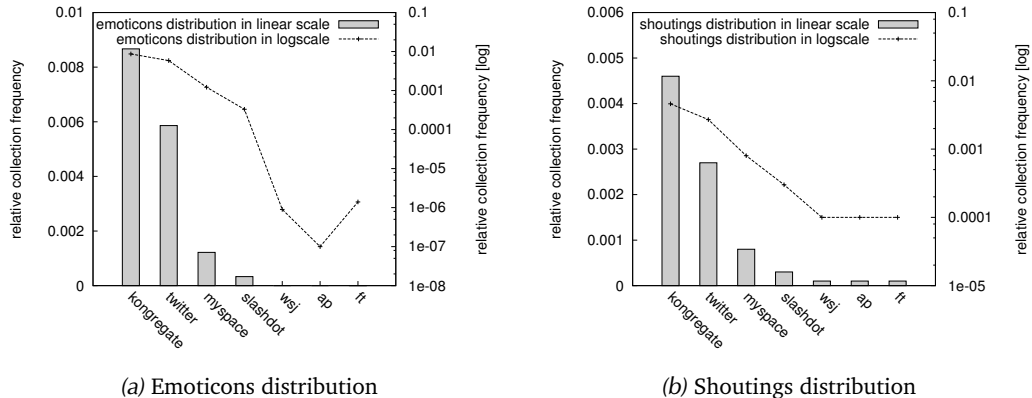 emoticons distribution in linear scale
emoticons distribution in logscale
relative collection frequency
0.01
0.008
0.006
0.004
0.002
0
0.1
0.01
0.001
0.0001
1e-05
1e-06
1e-07
1e-08
relative collection frequency [log]
kongregate
twitter
myspace
slashdot
wsj
ap
ft
(a) Emoticons distribution
shoutings distribution in linear scale
shoutings distribution in logscale
relative collection frequency
0.006
0.005
0.004
0.003
0.002
0.001
0
0.1
0.01
0.001
0.0001
1e-05
relative collection frequency [log]
kongregate
twitter
myspace
slashdot
wsj
ap
ft
(b) Shoutings distribution